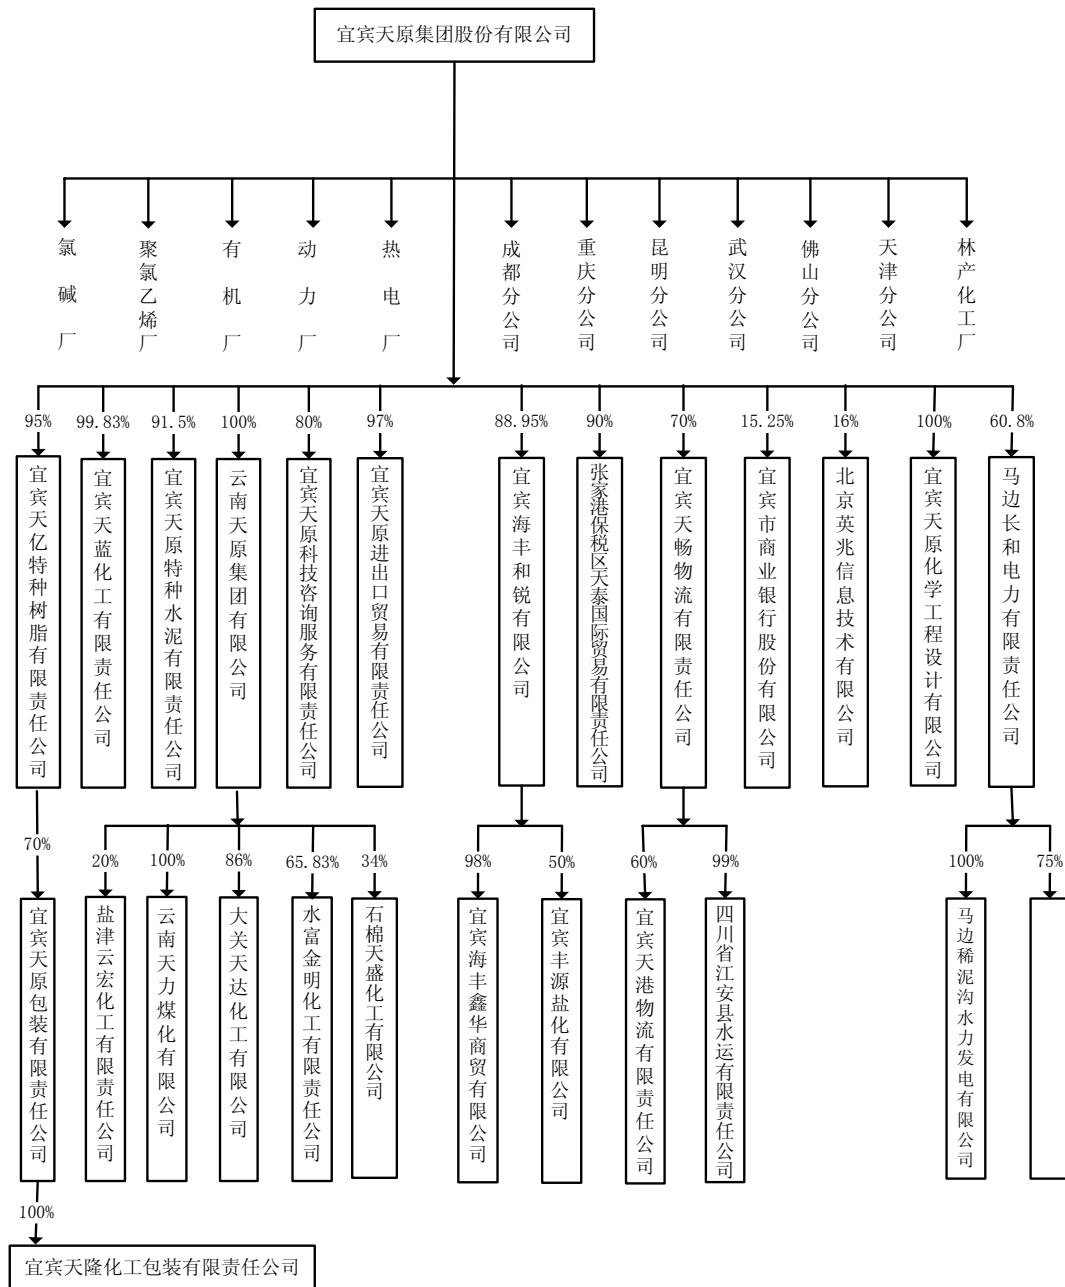 宜宾天原集团股份有限公司
氯碱厂
聚氯乙烯厂
有机厂
动力厂
热电厂
成都分公司
重庆分公司
昆明分公司
武汉分公司
佛山分公司
天津分公司
林产化工厂
95%
99.83%
91.5%
100%
80%
97%
88.95%
90%
70%
15.25%
16%
100%
60.8%
宜宾天亿特种树脂有限责任公司
宜宾天蓝化工有限责任公司
宜宾天原特种水泥有限责任公司
云南天原集团有限公司
宜宾天原科技咨询服务有限责任公司
宜宾天原进出口贸易有限责任公司
宜宾海丰和锐有限公司
张家港保税区天泰国际贸易有限责任公司
宜宾天畅物流有限责任公司
宜宾市商业银行股份有限公司
北京英兆信息技术有限公司
宜宾天原化学工程设计有限公司
马边长和电力有限责任公司
70%
20%
100%
86%
65.83%
34%
98%
50%
60%
99%
100%
75%
宜宾天原包装有限责任公司
盐津云宏化工有限责任公司
云南天力煤化有限公司
大关天达化工有限公司
水富金明化工有限责任公司
石棉天盛化工有限公司
宜宾海丰鑫华商贸有限公司
宜宾丰源盐化有限公司
宜宾天港物流有限责任公司
四川省江安县水运有限责任公司
马边稀泥沟水力发电有限公司
100%
宜宾天隆化工包装有限责任公司